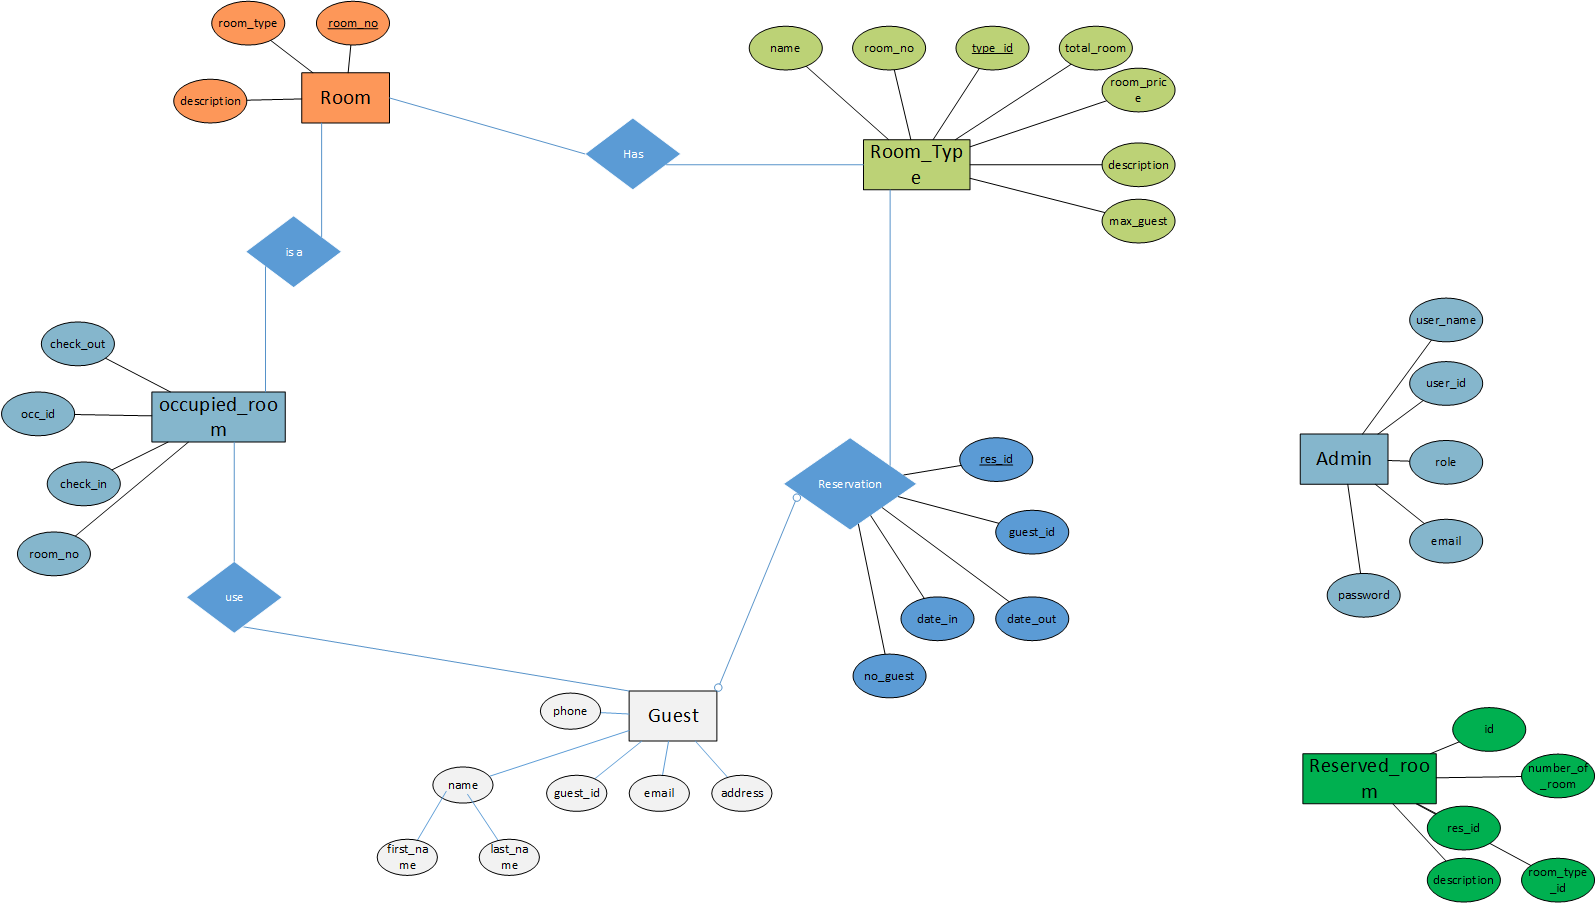 room_type
room_no
description
Room
name
room_no
type_id
total_room
room_pric
e
Room_Typ
e
description
max_guest
Has
is a
check_out
occ_id
occupied_roo
m
check_in
room_no
use
user_name
user_id
Admin
role
email
password
Reservation
res_id
guest_id
date_in
date_out
no_guest
phone
Guest
name
guest_id
email
address
first_na
me
last_na
me
id
Reserved_roo
m
number_of
_room
res_id
description
room_type
_id